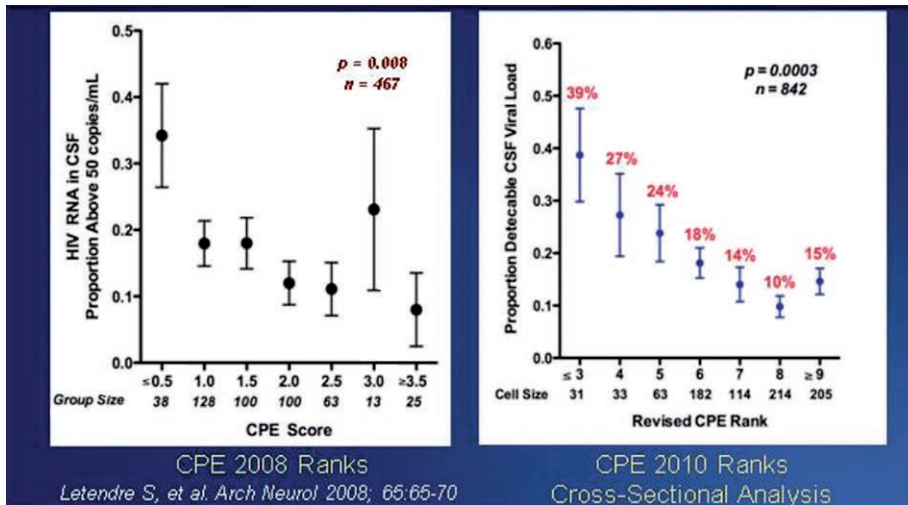 0.5
0.4
0.3
0.2
0.1
0.0
HIV RNA in CSF
Proportion Above 50 copies/mL
p = 0.008
n = 467
≤0.5 1.0 1.5 2.0 2.5 3.0 ≥3.5
Group Size 38 128 100 100 63 13 25
CPE Score
CPE 2008 Ranks
Letendre S, et al. Arch Neurol 2008; 65:65-70
0.6
0.5
0.4
0.3
0.2
0.1
0.0
Proportion Detecable CSF Viral Load
p = 0.0003
n = 842
39%
27%
24%
18%
14%
10%
15%
≤ 3 4 5 6 7 8 ≥ 9
Cell Size 31 33 63 182 114 214 205
Revised CPE Rank
CPE 2010 Ranks
Cross-Sectional Analysis